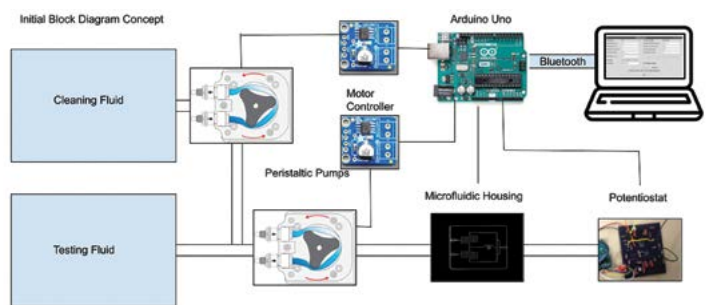 Initial Block Diagram Concept
Arduino Uno
Bluetooth
Cleaning Fluid
Motor
Controller
Peristaltic Pumps
Microfluidic Housing
Potentiostat
Testing Fluid